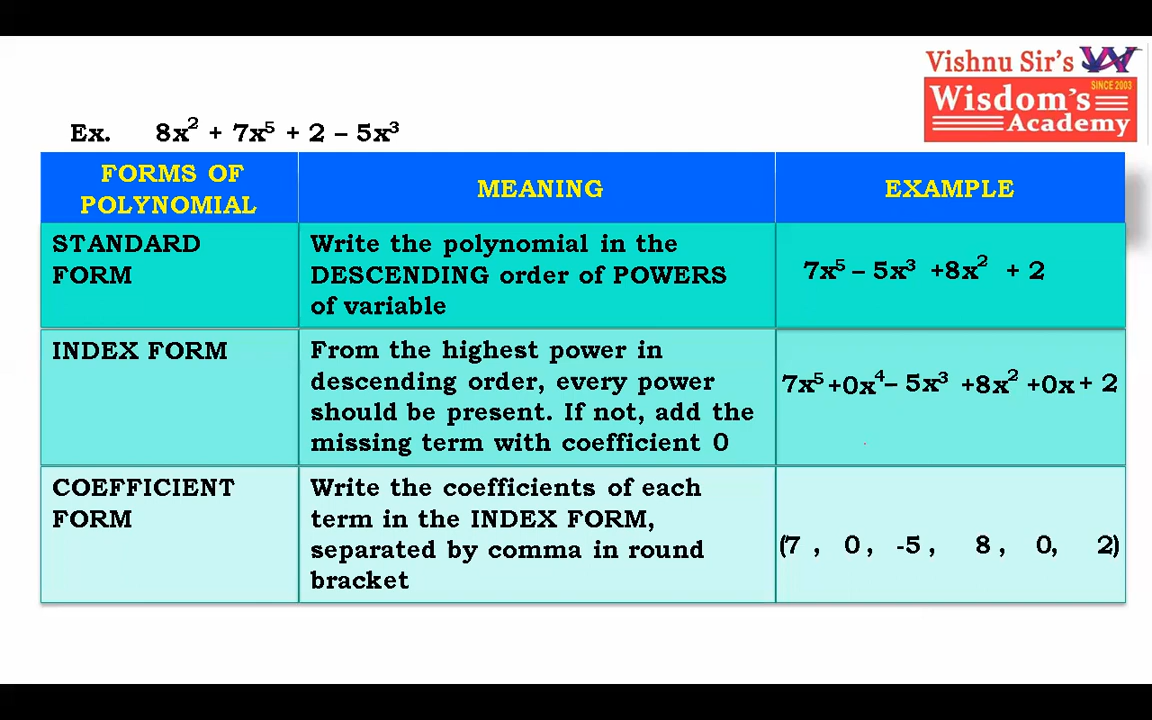 Vishnu Sir's
SINCE 2003
Wisdom's
Academy
Ex. 8x² + 7x⁵ + 2 – 5x³
FORMS OF
POLYNOMIAL
MEANING
EXAMPLE
STANDARD
FORM
Write the polynomial in the
DESCENDING order of POWERS
of variable
7x⁵ – 5x³ +8x² + 2
INDEX FORM
From the highest power in
descending order, every power
should be present. If not, add the
missing term with coefficient 0
7x⁵ +0x⁴ – 5x³ +8x² +0x + 2
COEFFICIENT
FORM
Write the coefficients of each
term in the INDEX FORM,
separated by comma in round
bracket
(7 , 0 , -5 , 8 , 0, 2)